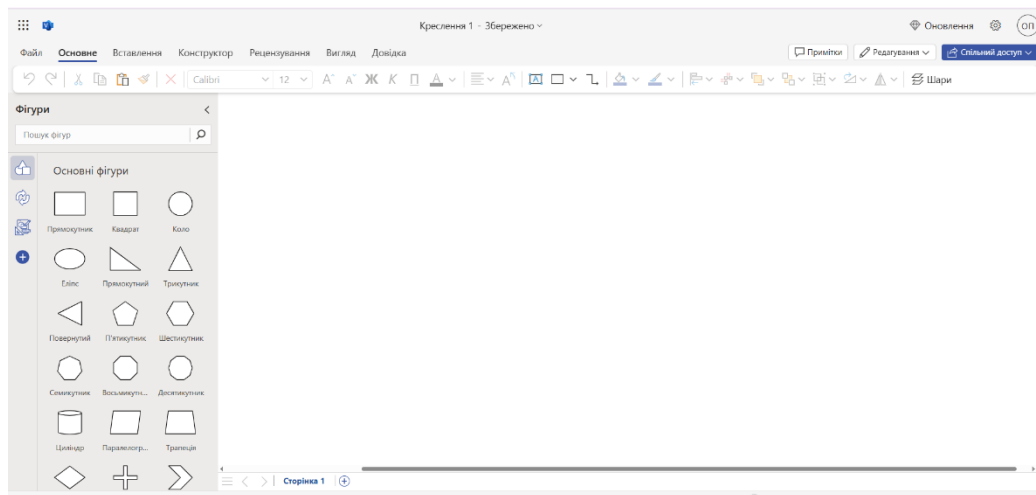 Креслення 1 - Збережено
Оновлення
ОП
Файл Основне Вставлення Конструктор Рецензування Вигляд Довідка
Примітки Редагування Спільний доступ
Calibri 12 Ж К П А Шари
Фігури
Пошук фігур
Основні фігури
Прямокутник Квадрат Коло
Еліпс Прямокутний Трикутник
Повернутий П'ятикутник Шестикутник
Семикутник Восьмикутн... Десятикутник
Циліндр Паралелогр... Трапеція
Сторінка 1